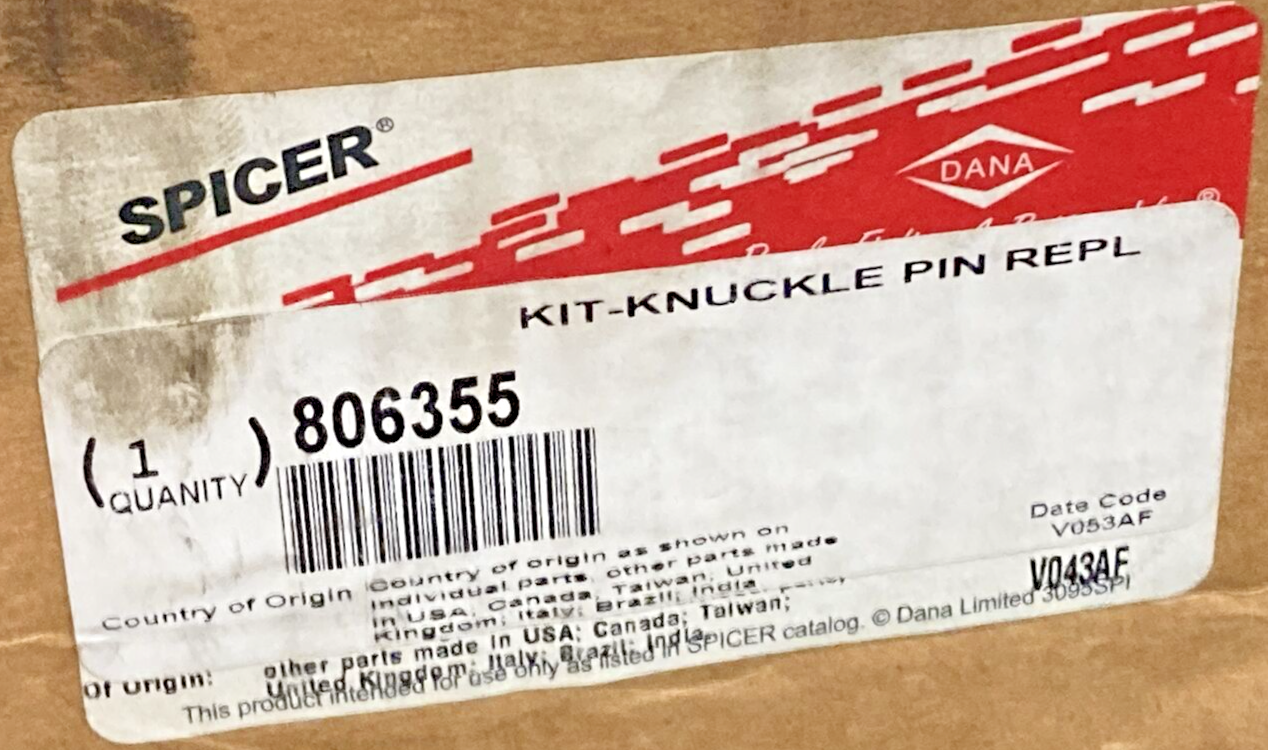 SPICER®
DANA
®
KIT-KNUCKLE PIN REPL
( 1 ) 806355
QUANITY
Date Code
V053AF
Country of Origin Country of origin as shown on
individual parts, other parts made
in USA; Canada, Taiwan; United
Kingdom; Italy; Brazil; India
V043AF
Of Origin: other parts made in USA; Canada; Taiwan;
United Kingdom; Italy; Brazil; India.
This product intended for use only as listed in SPICER catalog. © Dana Limited 3095SPI